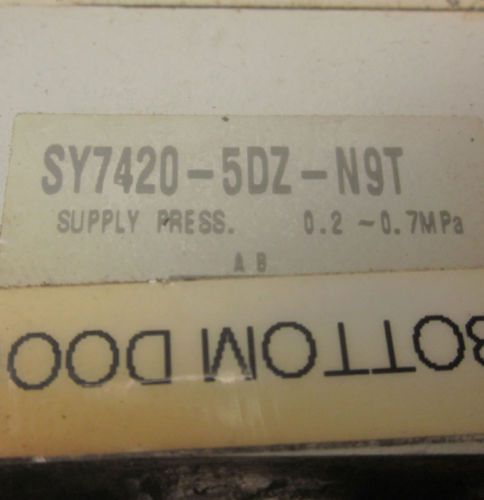 SY7420-5DZ-N9T
SUPPLY PRESS. 0.2 ~0.7MPa
A B
BOTTOM DOO